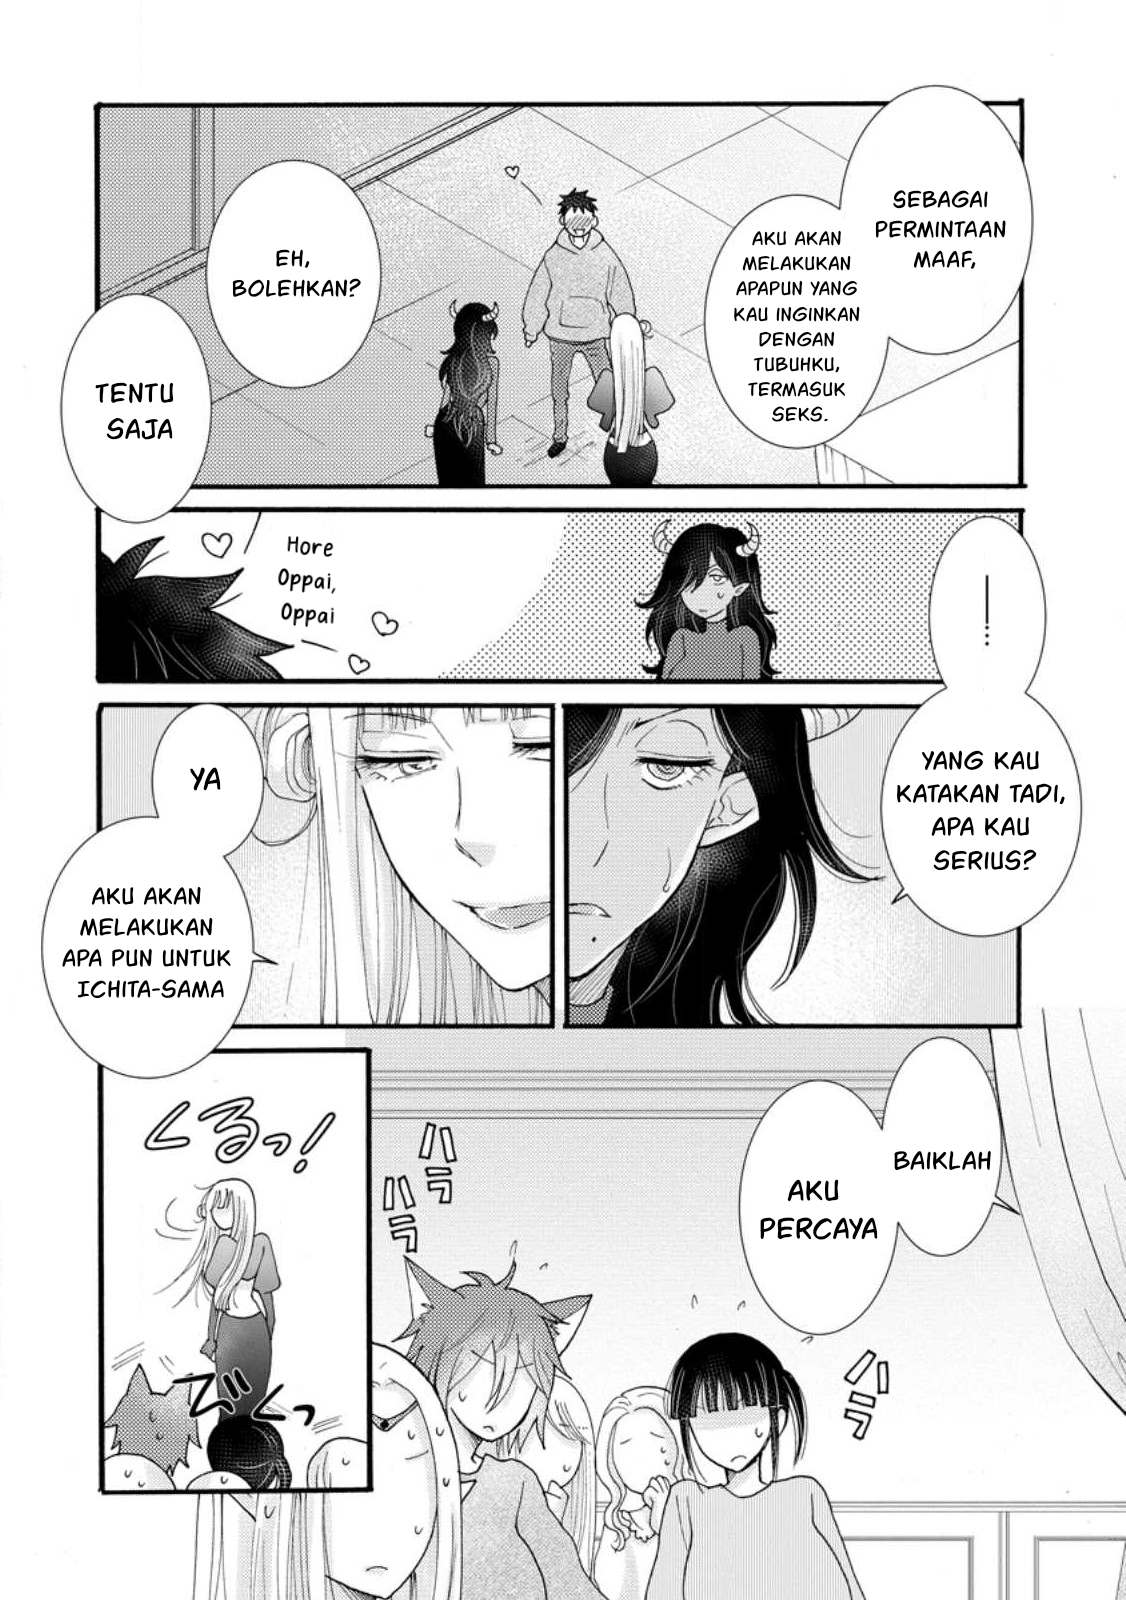 SEBAGAI
PERMINTAAN
MAAF,
AKU AKAN
MELAKUKAN
APAPUN YANG
KAU INGINKAN
DENGAN
TUBUHKU,
TERMASUK
SEKS.
EH,
BOLEHKAN?
TENTU
SAJA
Hore
Oppai,
Oppai
YANG KAU
KATAKAN TADI,
APA KAU
SERIUS?
YA
AKU AKAN
MELAKUKAN
APA PUN UNTUK
ICHITA-SAMA
くるっ!
びくっ
BAIKLAH
AKU
PERCAYA
ハラ
ハラ
ハラ
ハラ